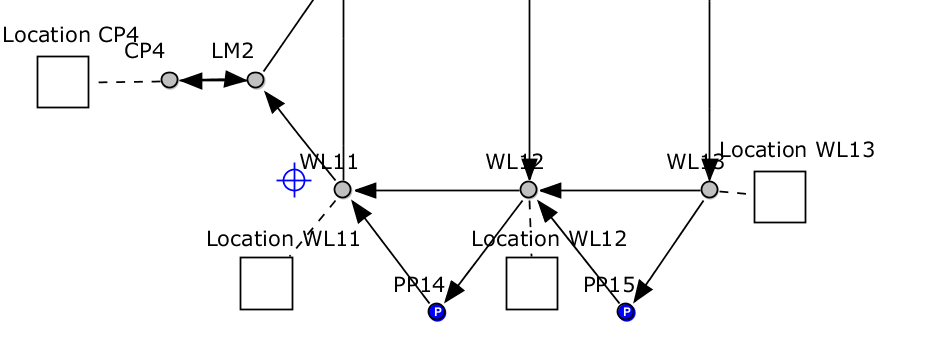 Location CP4
CP4
LM2
WL11
WL12
WL13
Location WL13
Location WL11
Location WL12
PP14
PP15
P
P